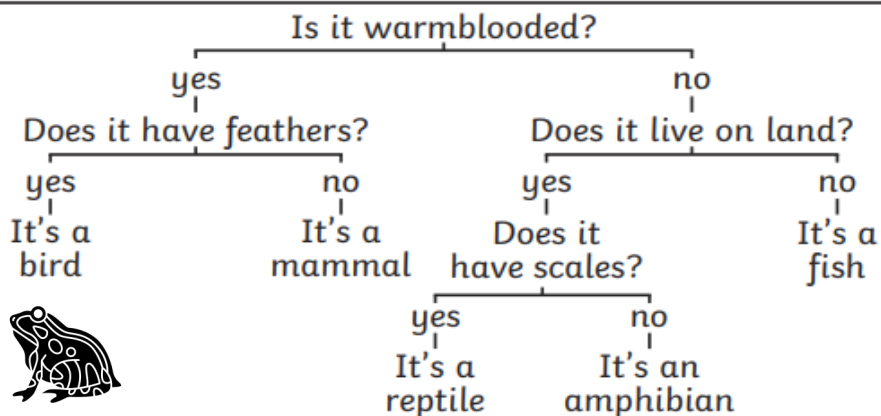 Is it warmblooded?
yes
no
Does it have feathers?
Does it live on land?
yes
no
yes
no
It's a
bird
It's a
mammal
Does it
have scales?
It's a
fish
yes
no
It's a
reptile
It's an
amphibian